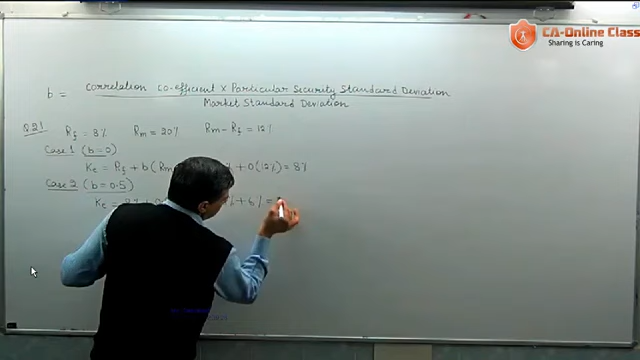 CA-Online Class
Sharing is Caring
b = Correlation Co-efficient × Particular Security Standard Deviation
Market Standard Deviation
Q.21 Rf = 8% Rm = 20% Rm - Rf = 12%
Case 1 (b=0)
Ke = Rf + b(Rm % + 0(12%) = 8%
Case 2 (b=0.5)
Ke = 8% + % + 6% =